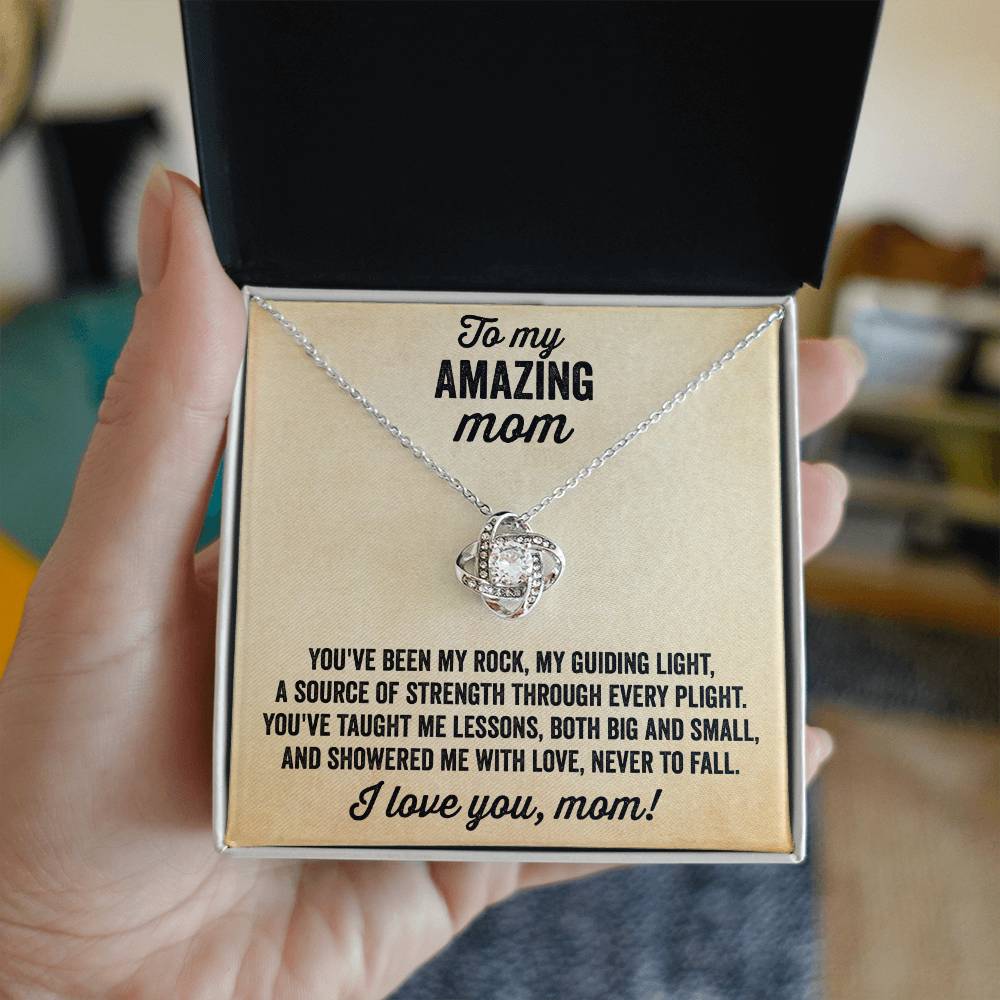 To my
AMAZING
mom
YOU'VE BEEN MY ROCK, MY GUIDING LIGHT,
A SOURCE OF STRENGTH THROUGH EVERY PLIGHT.
YOU'VE TAUGHT ME LESSONS, BOTH BIG AND SMALL,
AND SHOWERED ME WITH LOVE, NEVER TO FALL.
I love you, mom!